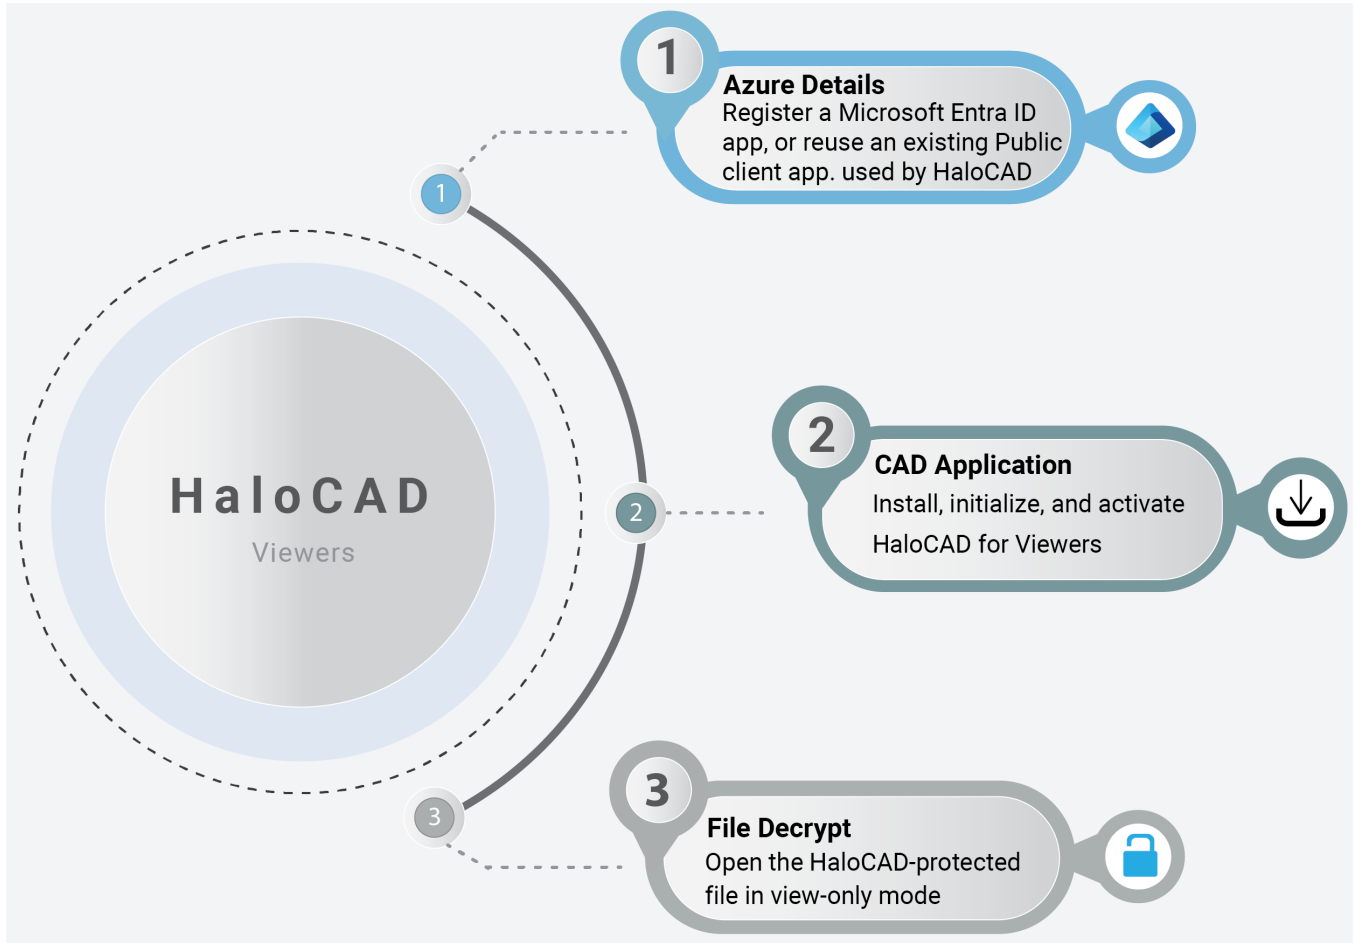 1
Azure Details
Register a Microsoft Entra ID
app, or reuse an existing Public
client app. used by HaloCAD
1
HaloCAD
Viewers
2
CAD Application
Install, initialize, and activate
HaloCAD for Viewers
2
3
File Decrypt
Open the HaloCAD-protected
file in view-only mode
3